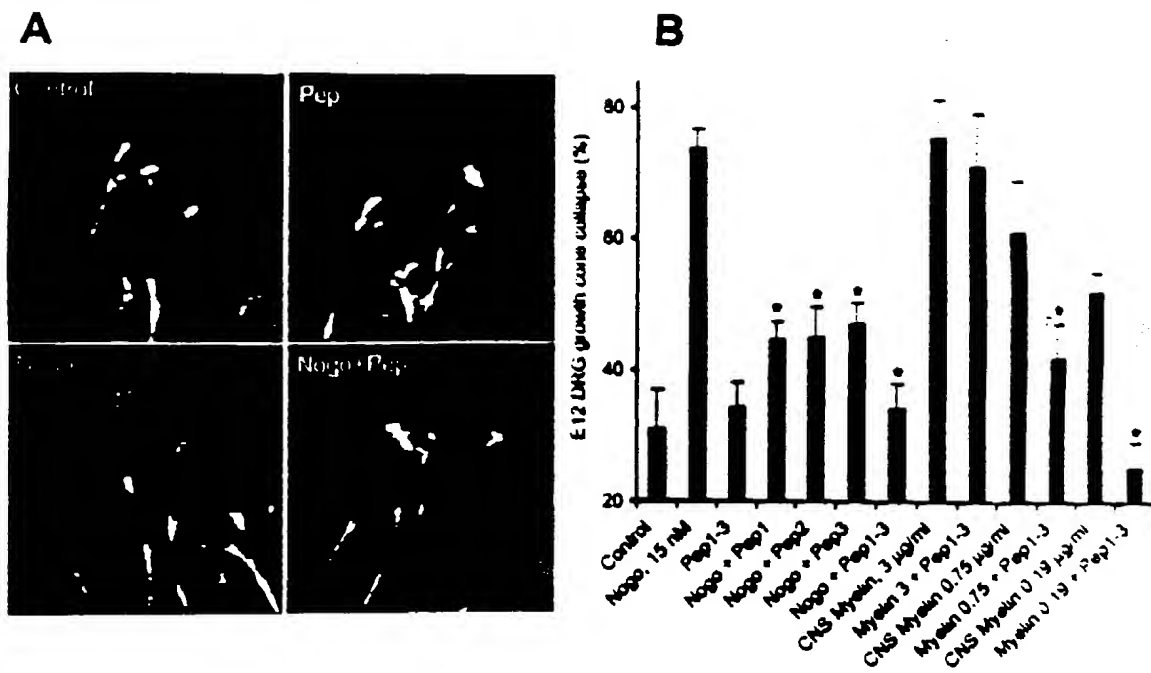 A
B
Pep
Nogo+Pep
E12 DRG growth cone collapse (%)
80
60
40
20
Control
Nogo, 15 nM
Pep1-3
Nogo + Pep1
Nogo + Pep2
Nogo + Pep3
Nogo + Pep1-3
CNS Myelin, 3 µg/ml
Myelin 3 + Pep1-3
CNS Myelin 0.75 µg/ml
Myelin 0.75 + Pep1-3
CNS Myelin 0 19 µg/ml
Myelin 0 19 + Pep1-3